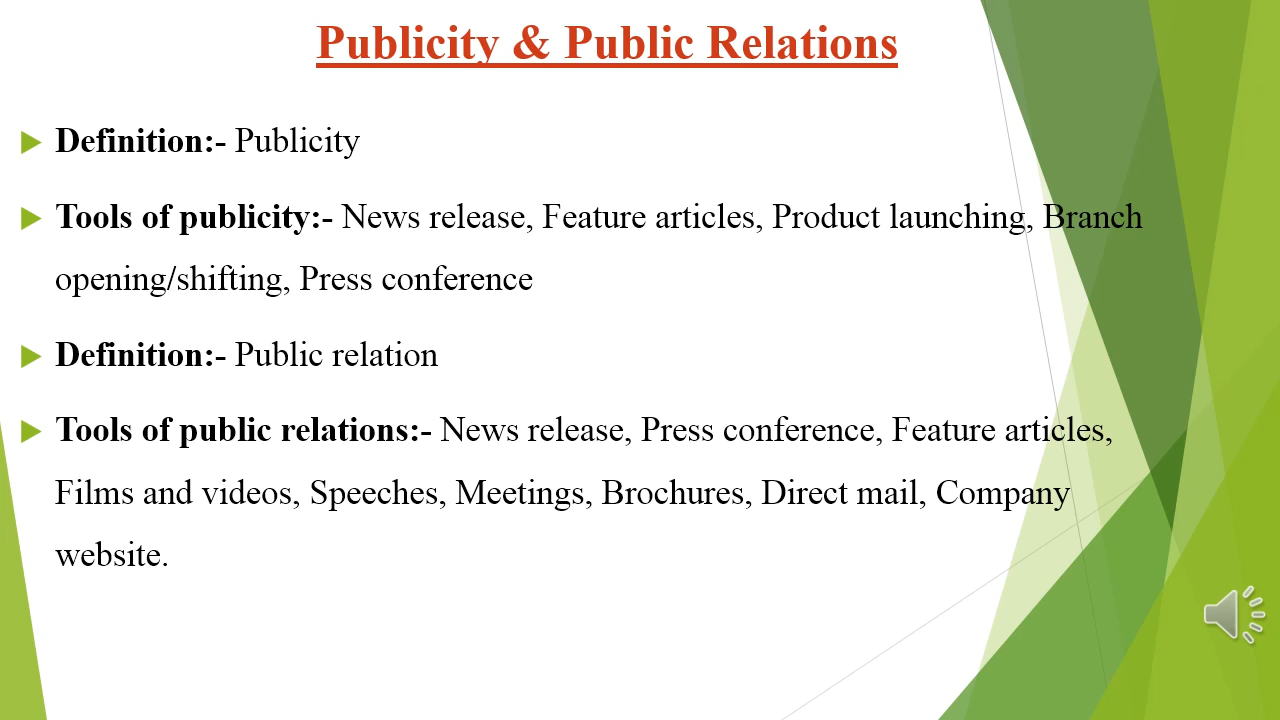 Publicity & Public Relations
Definition:- Publicity
Tools of publicity:- News release, Feature articles, Product launching, Branch
opening/shifting, Press conference
Definition:- Public relation
Tools of public relations:- News release, Press conference, Feature articles,
Films and videos, Speeches, Meetings, Brochures, Direct mail, Company
website.